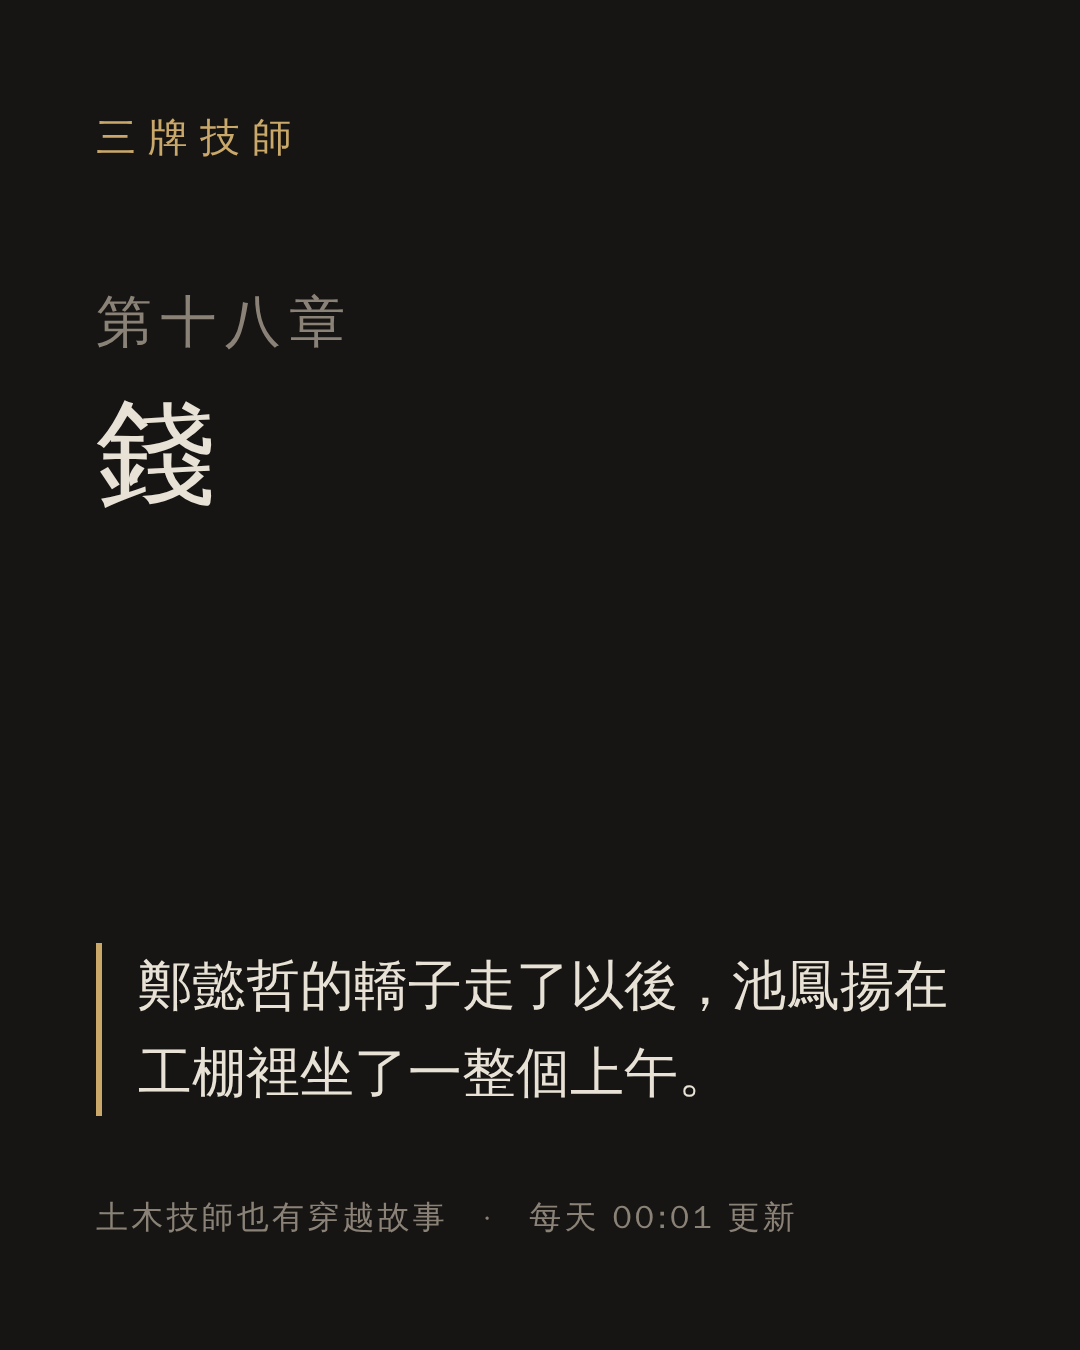 三牌技師
第十八章
錢
鄭懿哲的轎子走了以後，池鳳揚在
工棚裡坐了一整個上午。
土木技師也有穿越故事 · 每天 00:01 更新